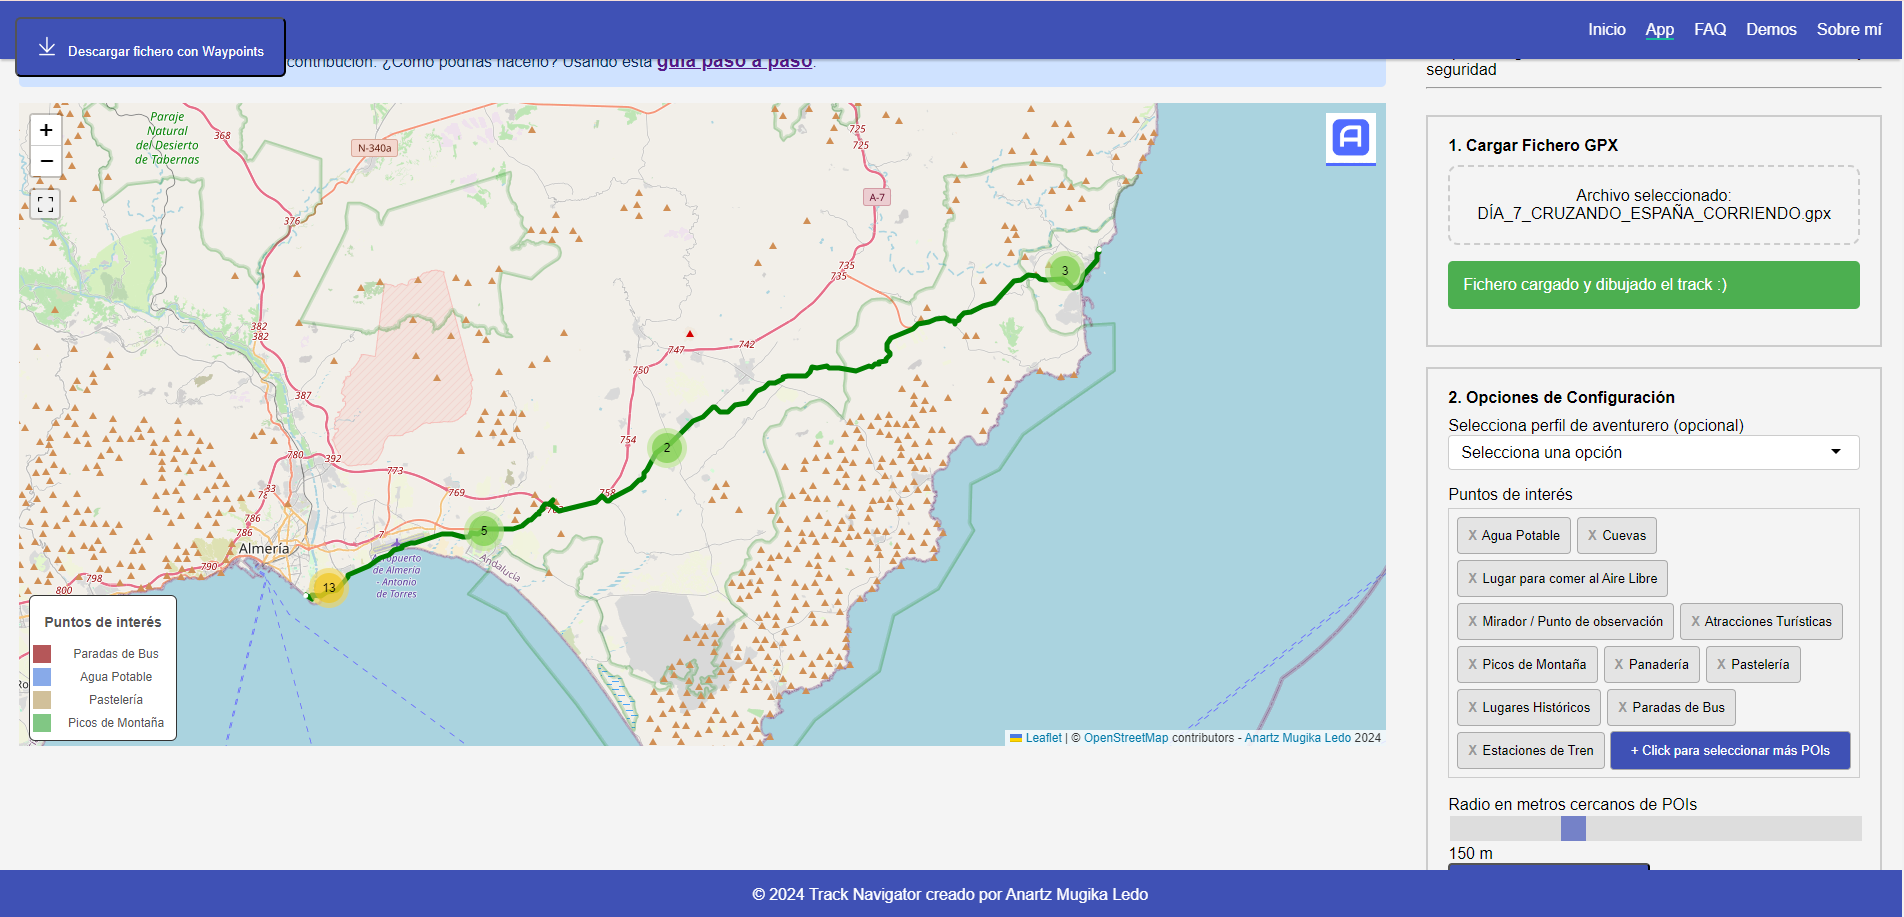 Descargar fichero con Waypoints
Inicio
App
FAQ
Demos
Sobre mí
contribución. ¿Cómo podrías hacerlo? Usando esta guía paso a paso.
seguridad
+
−
Paraje
Natural
del Desierto
de Tabernas
368
N-340a
725
725
A-7
376
735
735
3
382
382
747
742
750
387
754
2
780
392
773
769
758
33
786
786
5
7
Almería
Aeropuerto
de Almería
- Antonio
de Torres
Andalucía
790
798
800
13
Puntos de interés
Paradas de Bus
Agua Potable
Pastelería
Picos de Montaña
Leaflet | © OpenStreetMap contributors - Anartz Mugika Ledo 2024
1. Cargar Fichero GPX
Archivo seleccionado:
DÍA_7_CRUZANDO_ESPAÑA_CORRIENDO.gpx
Fichero cargado y dibujado el track :)
2. Opciones de Configuración
Selecciona perfil de aventurero (opcional)
Selecciona una opción
Puntos de interés
X Agua Potable
X Cuevas
X Lugar para comer al Aire Libre
X Mirador / Punto de observación
X Atracciones Turísticas
X Picos de Montaña
X Panadería
X Pastelería
X Lugares Históricos
X Paradas de Bus
X Estaciones de Tren
+ Click para seleccionar más POIs
Radio en metros cercanos de POIs
150 m
© 2024 Track Navigator creado por Anartz Mugika Ledo